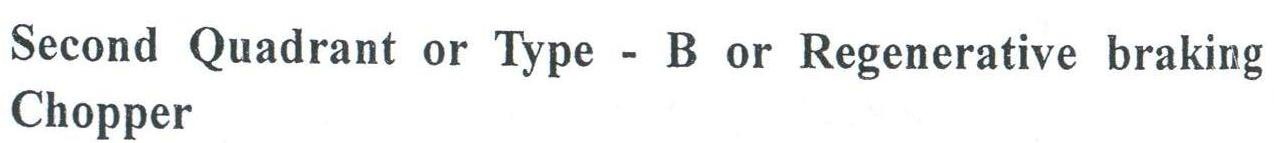 Second Quadrant or Type - B or Regenerative braking
Chopper